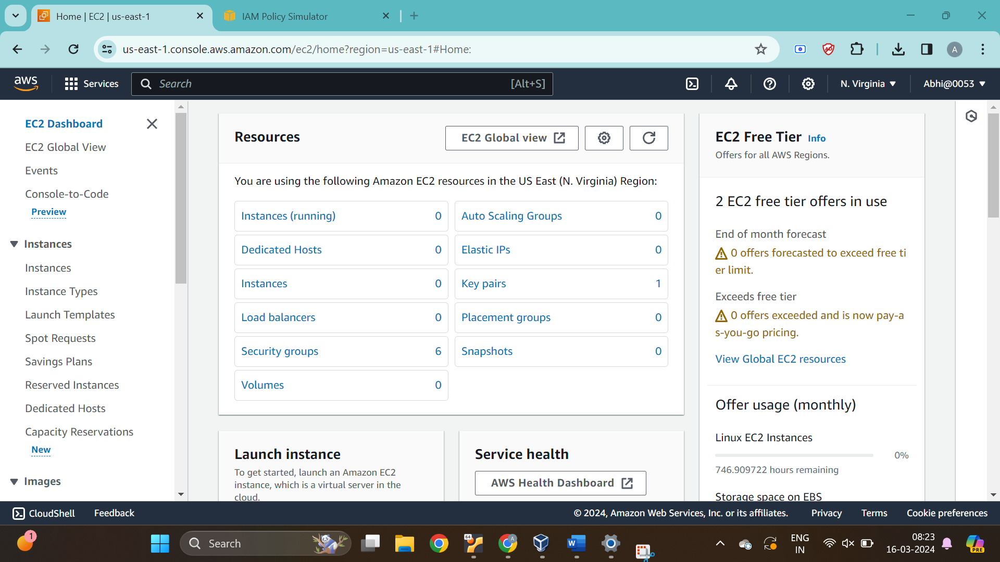 Home | EC2 | us-east-1
IAM Policy Simulator
us-east-1.console.aws.amazon.com/ec2/home?region=us-east-1#Home:
A
aws
Services
Search
[Alt+S]
N. Virginia
Abhi@0053
EC2 Dashboard
EC2 Global View
Events
Console-to-Code
Preview
Instances
Instances
Instance Types
Launch Templates
Spot Requests
Savings Plans
Reserved Instances
Dedicated Hosts
Capacity Reservations
New
Images
Resources
EC2 Global view
You are using the following Amazon EC2 resources in the US East (N. Virginia) Region:
Instances (running) 0
Auto Scaling Groups 0
Dedicated Hosts 0
Elastic IPs 0
Instances 0
Key pairs 1
Load balancers 0
Placement groups 0
Security groups 6
Snapshots 0
Volumes 0
Launch instance
To get started, launch an Amazon EC2
instance, which is a virtual server in the
cloud.
Service health
AWS Health Dashboard
EC2 Free Tier Info
Offers for all AWS Regions.
2 EC2 free tier offers in use
End of month forecast
0 offers forecasted to exceed free ti
er limit.
Exceeds free tier
0 offers exceeded and is now pay-a
s-you-go pricing.
View Global EC2 resources
Offer usage (monthly)
Linux EC2 Instances
0%
746.909722 hours remaining
Storage space on EBS
CloudShell
Feedback
© 2024, Amazon Web Services, Inc. or its affiliates.
Privacy
Terms
Cookie preferences
1
Search
64
A
W
ENG
IN
08:23
16-03-2024
PRE